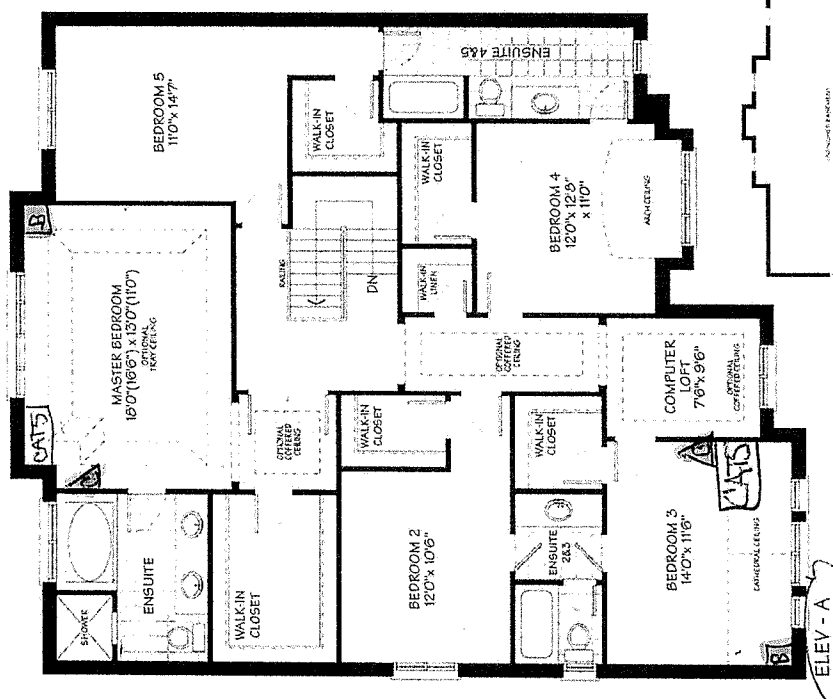 BEDROOM 5
11'0" x 14'7"
ENSUITE 4&5
WALK-IN
CLOSET
WALK-IN
CLOSET
B
MASTER BEDROOM
18'0"(16'6") x 13'0"(11'0")
OPTIONAL
TRAY CEILING
CAT5
RAILING
DN
BEDROOM 4
12'0" x 12'8"
x 11'0"
ARCH CEILING
WALK-IN
LINEN
OPTIONAL
COFFERED
CEILING
OPTIONAL
COFFERED
CEILING
WALK-IN
CLOSET
COMPUTER
LOFT
7'6" x 9'6"
OPTIONAL
COFFERED CEILING
WALK-IN
CLOSET
CAT5
SHOWER
ENSUITE
WALK-IN
CLOSET
BEDROOM 2
12'0" x 10'6"
ENSUITE
2&3
BEDROOM 3
14'0" x 11'6"
CATHEDRAL CEILING
B
ELEV - A